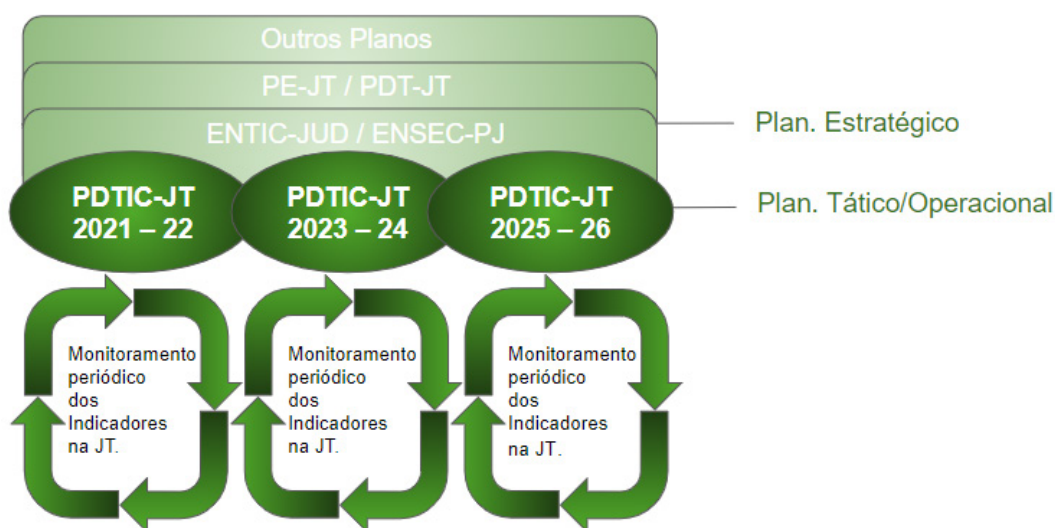 Outros Planos
PE-JT / PDT-JT
ENTIC-JUD / ENSEC-PJ
Plan. Estratégico
PDTIC-JT
2021 – 22
PDTIC-JT
2023 – 24
PDTIC-JT
2025 – 26
Plan. Tático/Operacional
Monitoramento
periódico
dos
Indicadores
na JT.
Monitoramento
periódico
dos
Indicadores
na JT.
Monitoramento
periódico
dos
Indicadores
na JT.